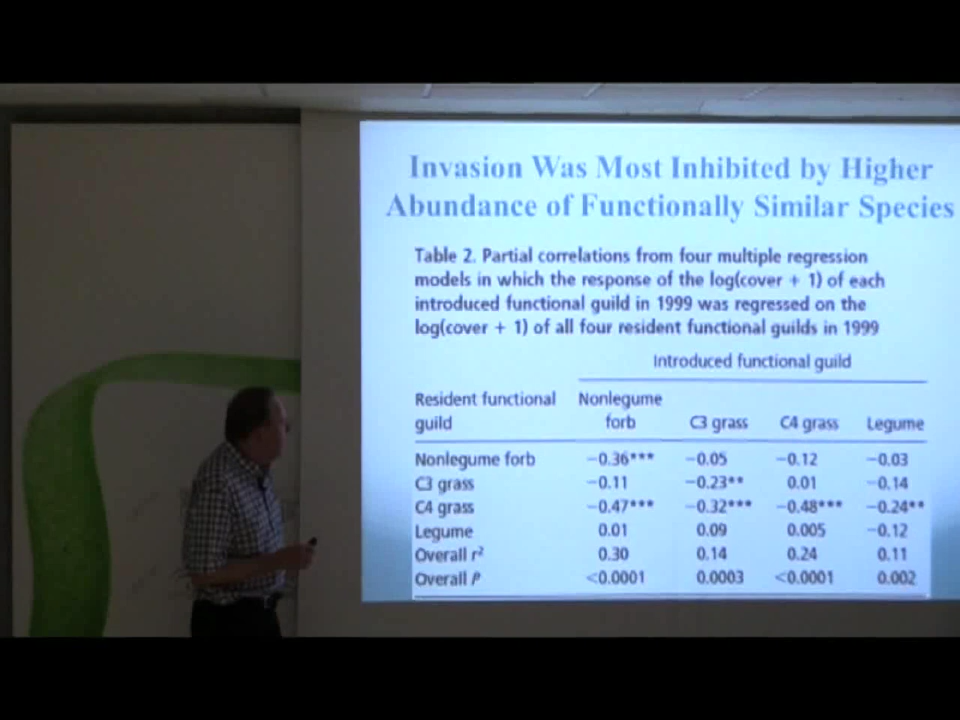 Invasion Was Most Inhibited by Higher
Abundance of Functionally Similar Species
Table 2. Partial correlations from four multiple regression
models in which the response of the log(cover + 1) of each
introduced functional guild in 1999 was regressed on the
log(cover + 1) of all four resident functional guilds in 1999
Introduced functional guild
Resident functional guild Nonlegume forb C3 grass C4 grass Legume
Nonlegume forb −0.36*** −0.05 −0.12 −0.03
C3 grass −0.11 −0.23** 0.01 −0.14
C4 grass −0.47*** −0.32*** −0.48*** −0.24**
Legume 0.01 0.09 0.005 −0.12
Overall r² 0.30 0.14 0.24 0.11
Overall P <0.0001 0.0003 <0.0001 0.002